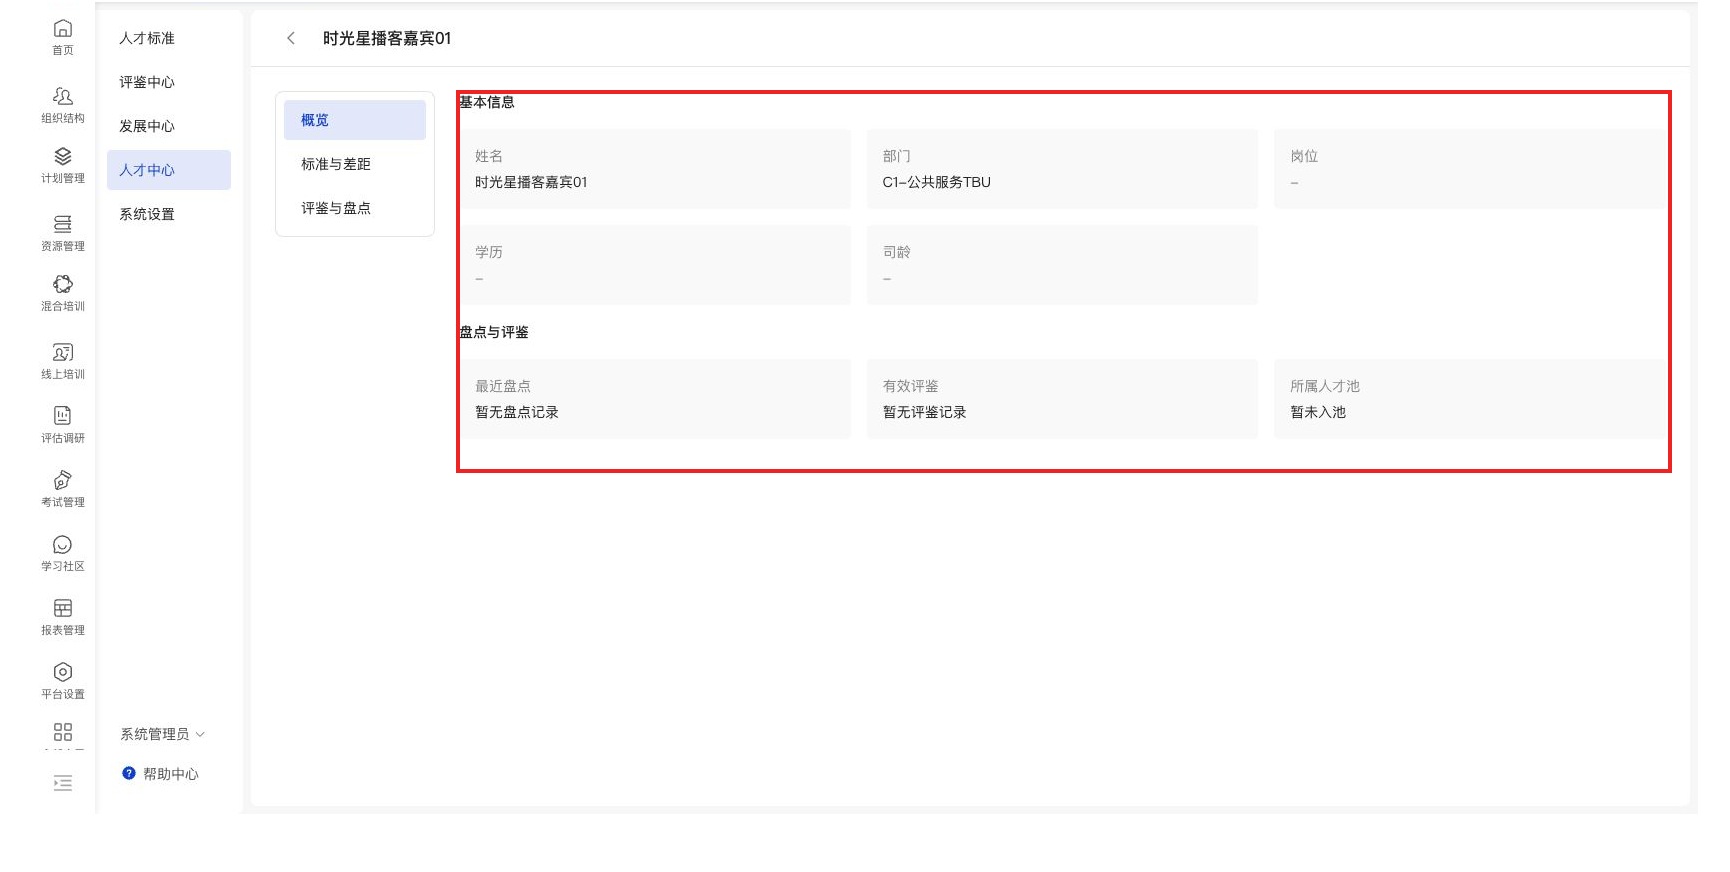 首页
组织结构
计划管理
资源管理
混合培训
线上培训
评估调研
考试管理
学习社区
报表管理
平台设置
人才标准
评鉴中心
发展中心
人才中心
系统设置
系统管理员
帮助中心
时光星播客嘉宾01
概览
标准与差距
评鉴与盘点
基本信息
姓名
时光星播客嘉宾01
部门
C1-公共服务TBU
岗位
–
学历
–
司龄
–
盘点与评鉴
最近盘点
暂无盘点记录
有效评鉴
暂无评鉴记录
所属人才池
暂未入池